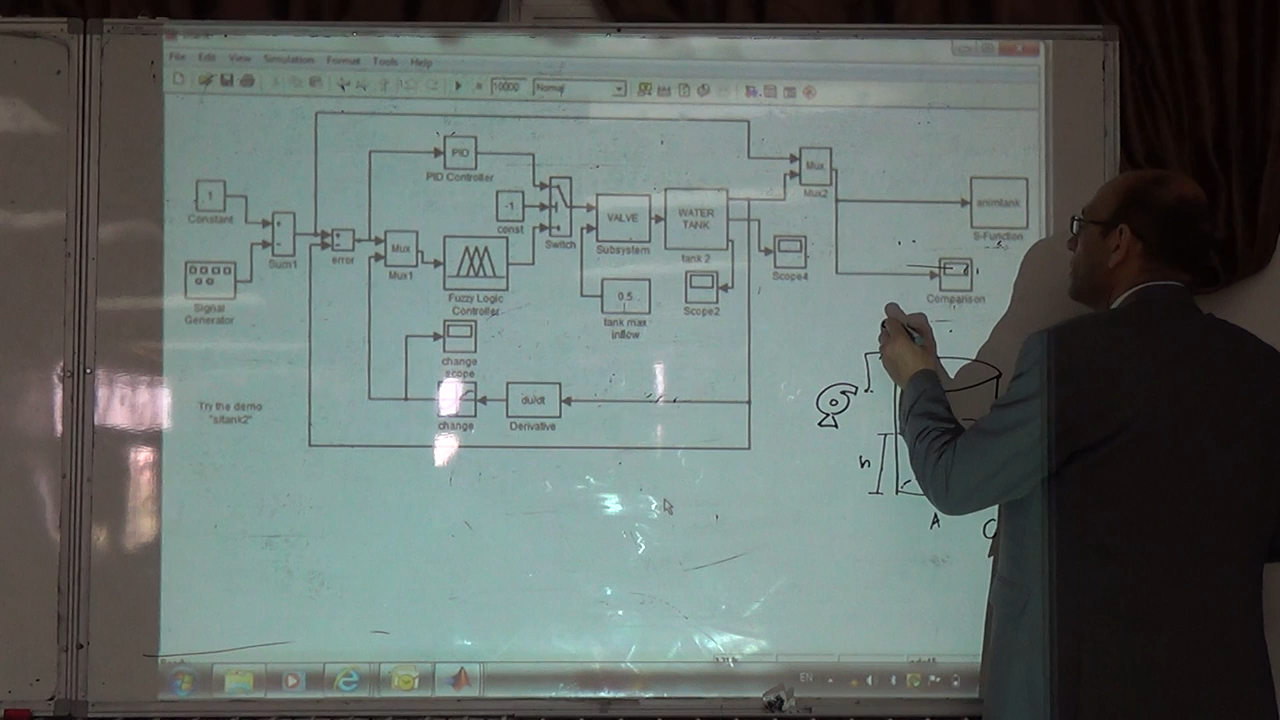 File Edit View Simulation Format Tools Help
10000 Normal
PID
PID Controller
Mux
Mux2
1
Constant
-1
const
Switch
VALVE
Subsystem
WATER
TANK
tank 2
animtank
S-Function
Sum1
error
Mux
Mux1
Fuzzy Logic
Controller
Scope4
Scope2
Comparison
Signal
Generator
0.5
tank max
inflow
change
scope
Try the demo
"sltank2"
change
du/dt
Derivative
h
A
EN